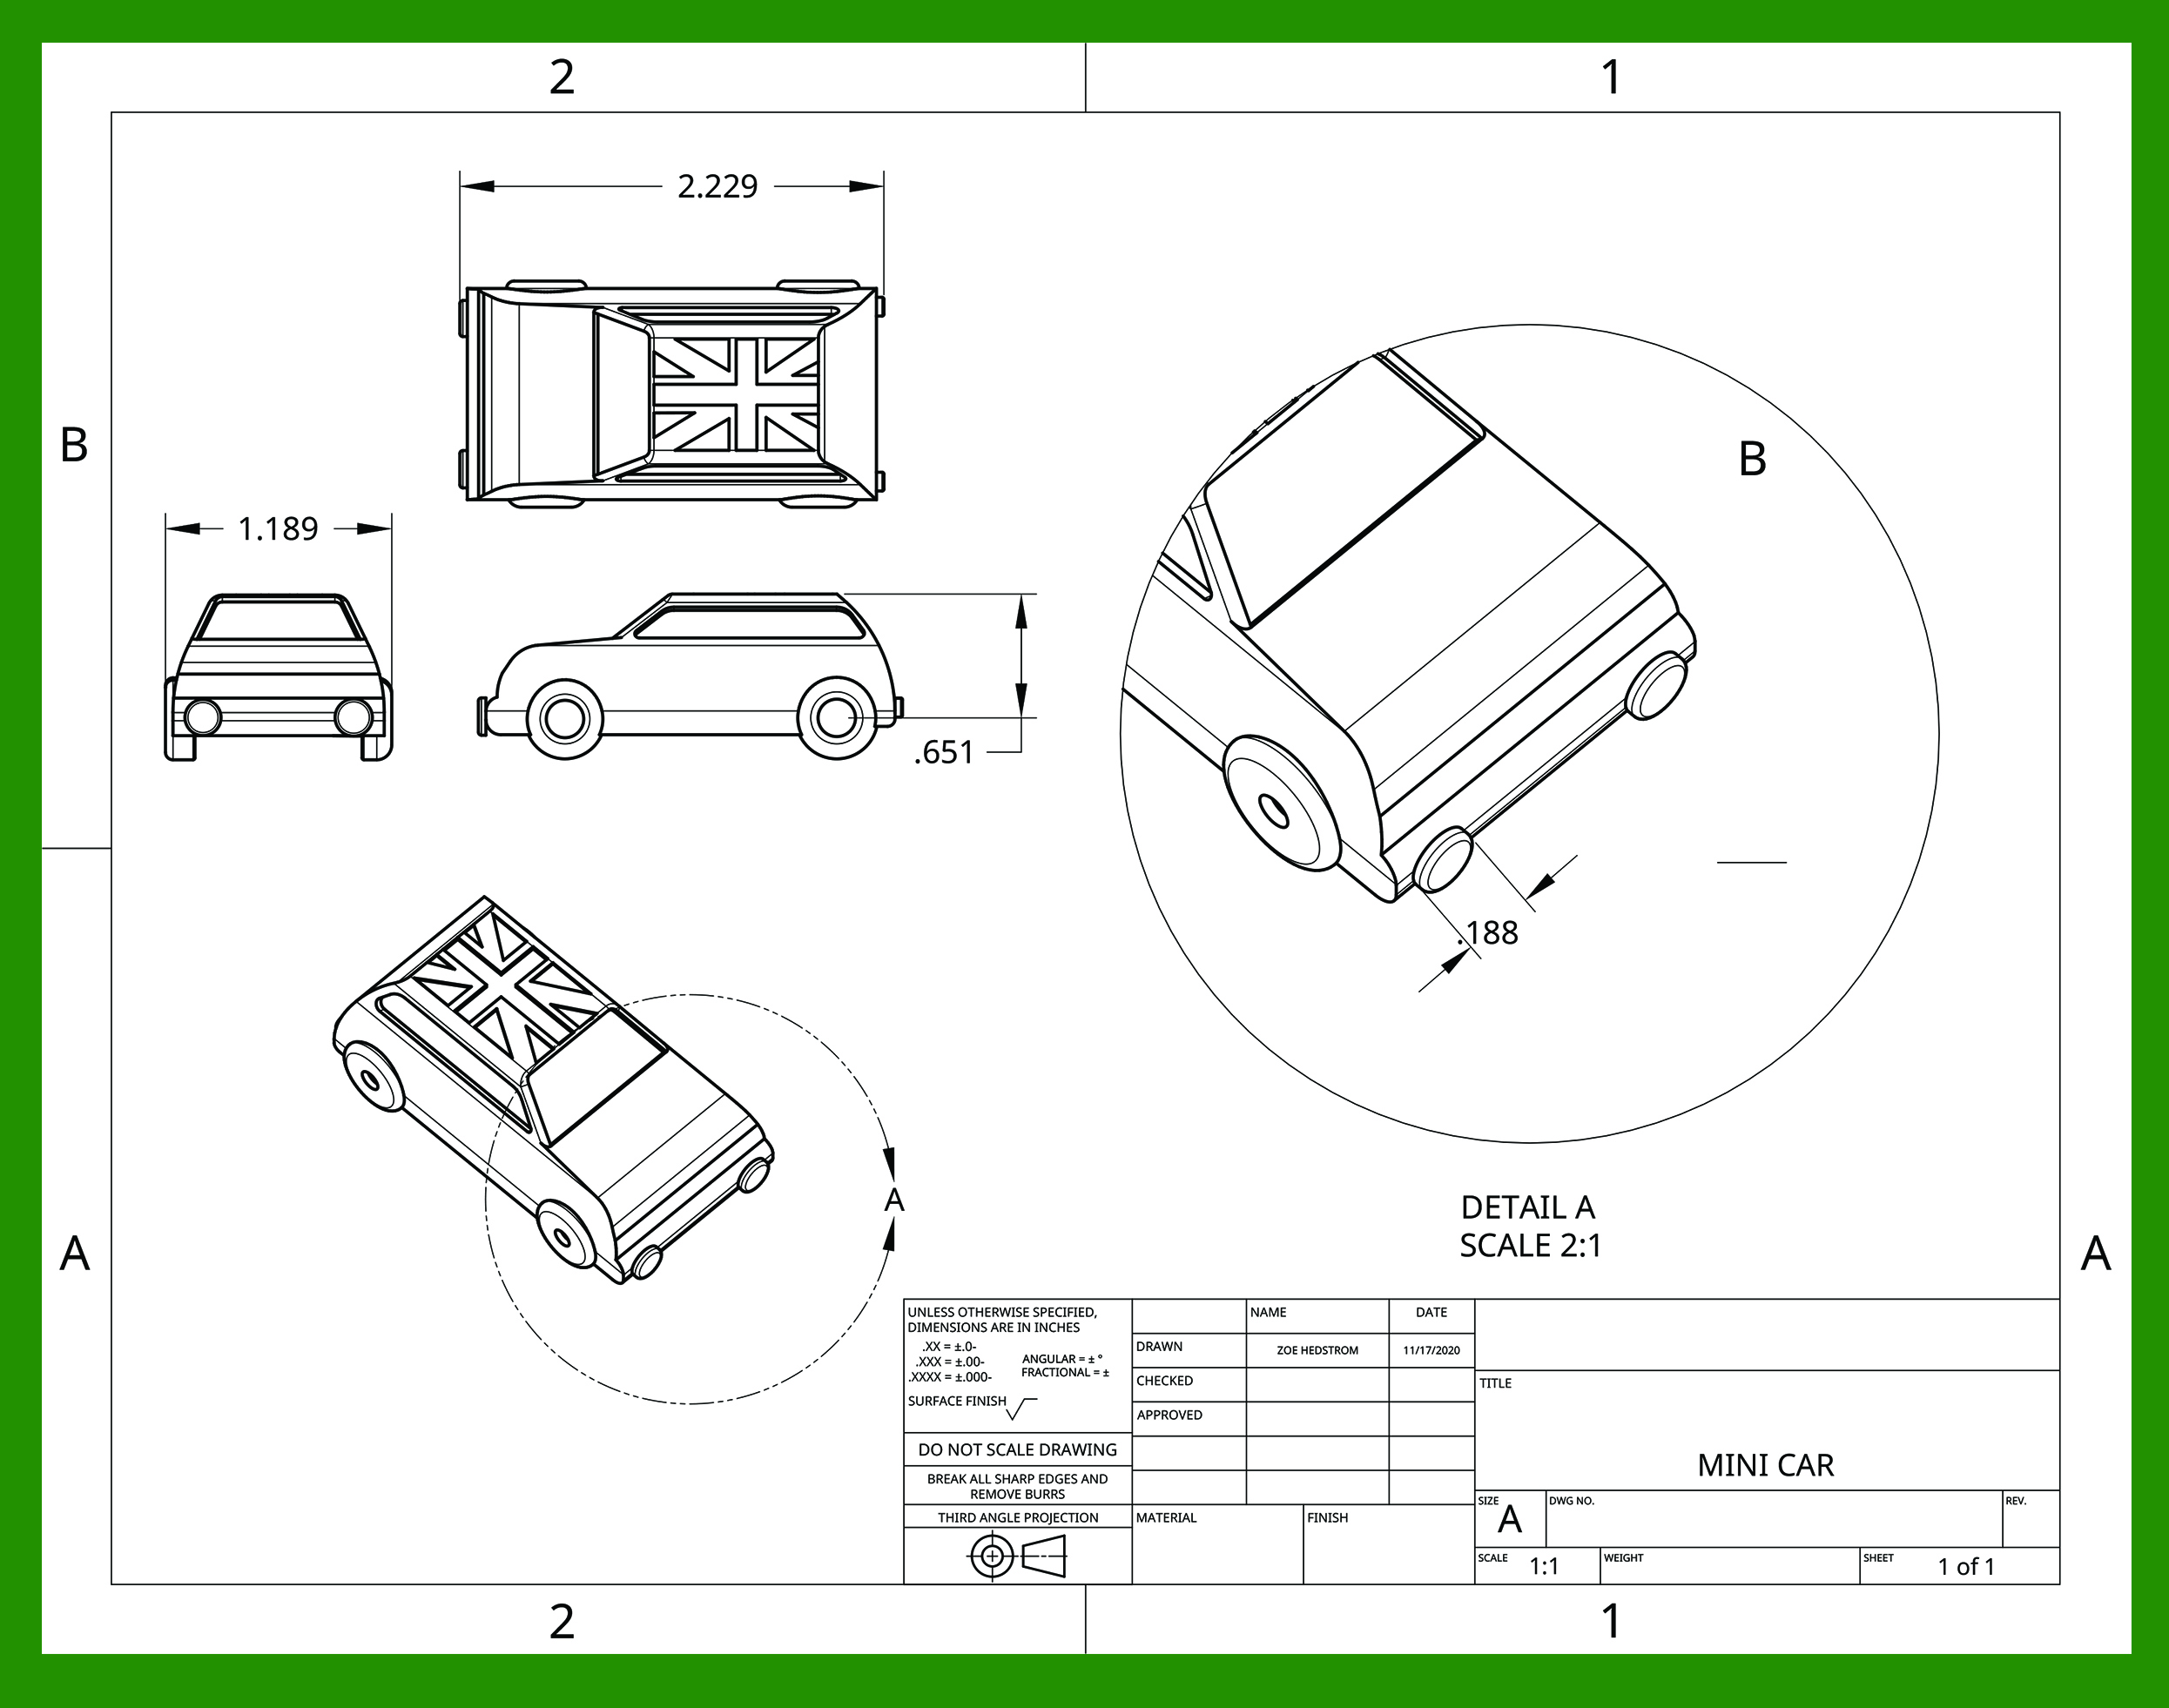 2
1
2.229
B
B
1.189
.651
.188
A
A
A
DETAIL A
SCALE 2:1
UNLESS OTHERWISE SPECIFIED,
DIMENSIONS ARE IN INCHES
.XX = ±.0-
.XXX = ±.00-
.XXXX = ±.000-
ANGULAR = ± °
FRACTIONAL = ±
SURFACE FINISH
DO NOT SCALE DRAWING
BREAK ALL SHARP EDGES AND
REMOVE BURRS
THIRD ANGLE PROJECTION
NAME
DATE
DRAWN
ZOE HEDSTROM
11/17/2020
CHECKED
APPROVED
MATERIAL
FINISH
TITLE
MINI CAR
SIZE
A
DWG NO.
REV.
SCALE
1:1
WEIGHT
SHEET
1 of 1
2
1